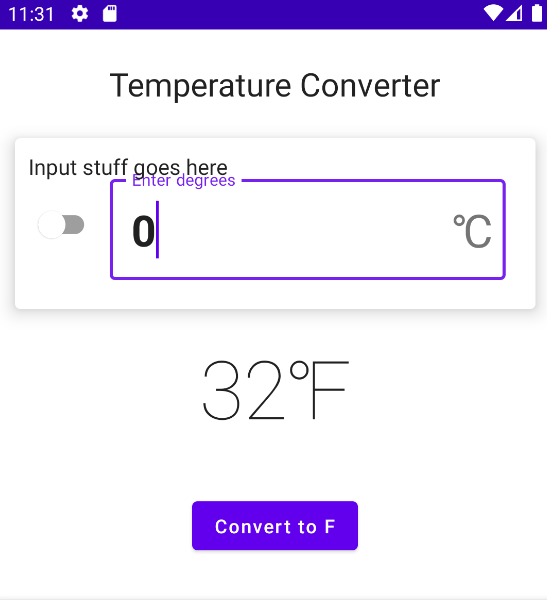 11:31
Temperature Converter
Input stuff goes here
Enter degrees
0 °C
32°F
Convert to F